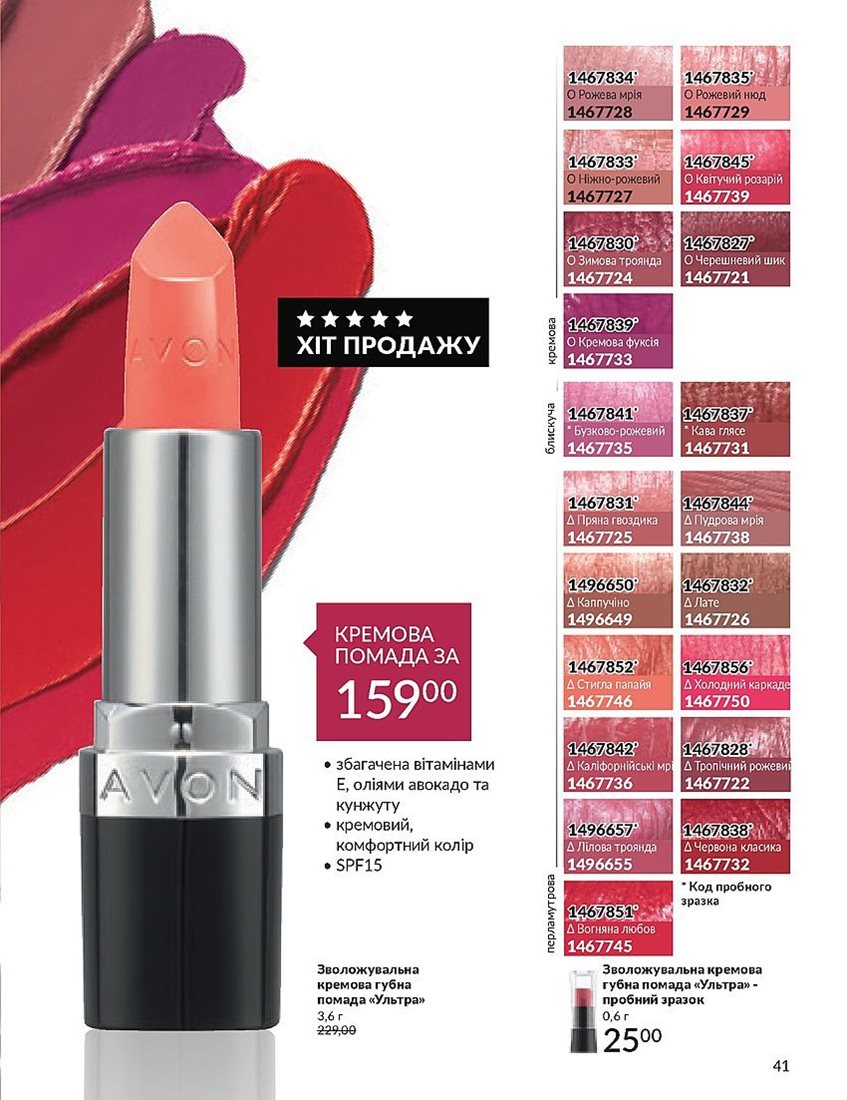 AVON
★★★★★
ХІТ ПРОДАЖУ
КРЕМОВА
ПОМАДА ЗА
159⁰⁰
• збагачена вітамінами
Е, оліями авокадо та
кунжуту
• кремовий,
комфортний колір
• SPF15
AVON
Зволожувальна
кремова губна
помада «Ультра»
3,6 г
229,00
кремова
1467834*
О Рожева мрія
1467728
1467835*
О Рожевий нюд
1467729
1467833*
О Ніжно-рожевий
1467727
1467845*
О Квітучий розарій
1467739
1467830*
О Зимова троянда
1467724
1467827*
О Черешневий шик
1467721
1467839*
О Кремова фуксія
1467733
блискуча
1467841*
* Бузково-рожевий
1467735
1467837*
* Кава глясе
1467731
перламутрова
1467831*
Δ Пряна гвоздика
1467725
1467844*
Δ Пудрова мрія
1467738
1496650*
Δ Каппучіно
1496649
1467832*
Δ Лате
1467726
1467852*
Δ Стигла папайя
1467746
1467856*
Δ Холодний каркаде
1467750
1467842*
Δ Каліфорнійські мрі
1467736
1467828*
Δ Тропічний рожеви
1467722
1496657*
Δ Лілова троянда
1496655
1467838*
Δ Червона класика
1467732
1467851*
Δ Вогняна любов
1467745
* Код пробного
зразка
Зволожувальна кремова
губна помада «Ультра» -
пробний зразок
0,6 г
25⁰⁰
41